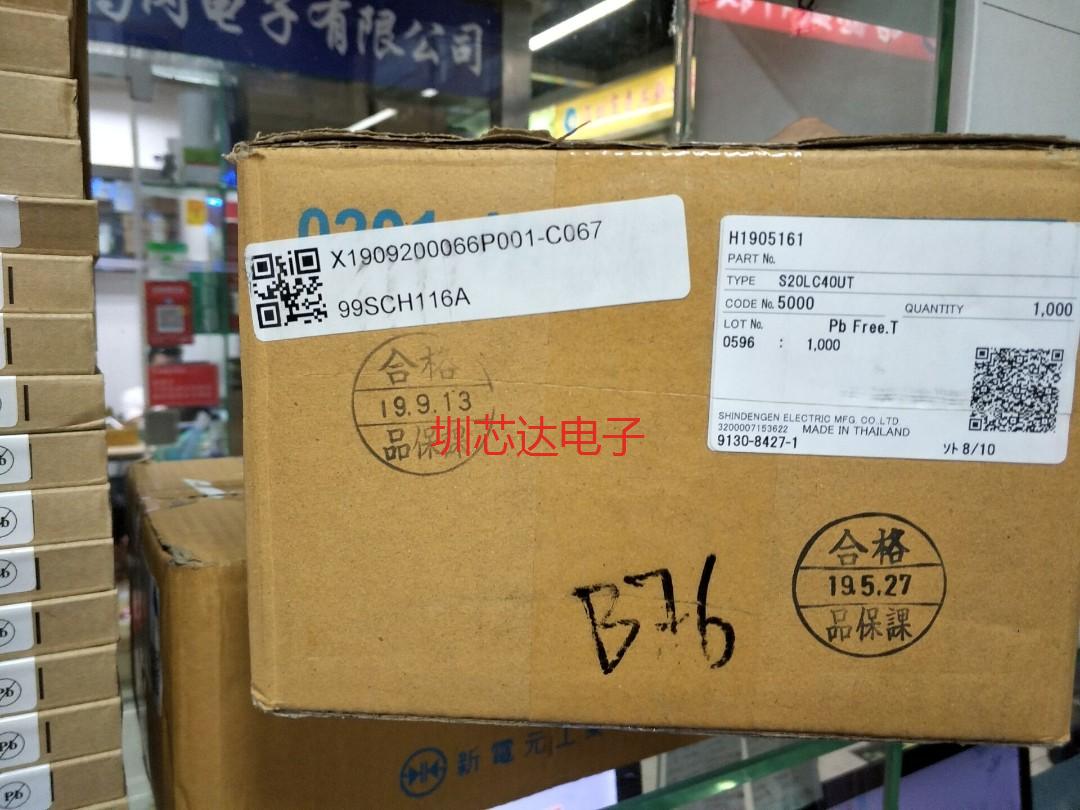 电子有限公司
X1909200066P001-C067
99SCH116A
H1905161
PART No.
TYPE S20LC40UT
CODE No. 5000 QUANTITY 1,000
LOT No. Pb Free.T
0596 : 1,000
SHINDENGEN ELECTRIC MFG. CO.,LTD.
3200007153622 MADE IN THAILAND
9130-8427-1 ソト 8/10
合格
19.9.13
品保課
圳芯达电子
合格
19.5.27
品保課
B76
新電元工